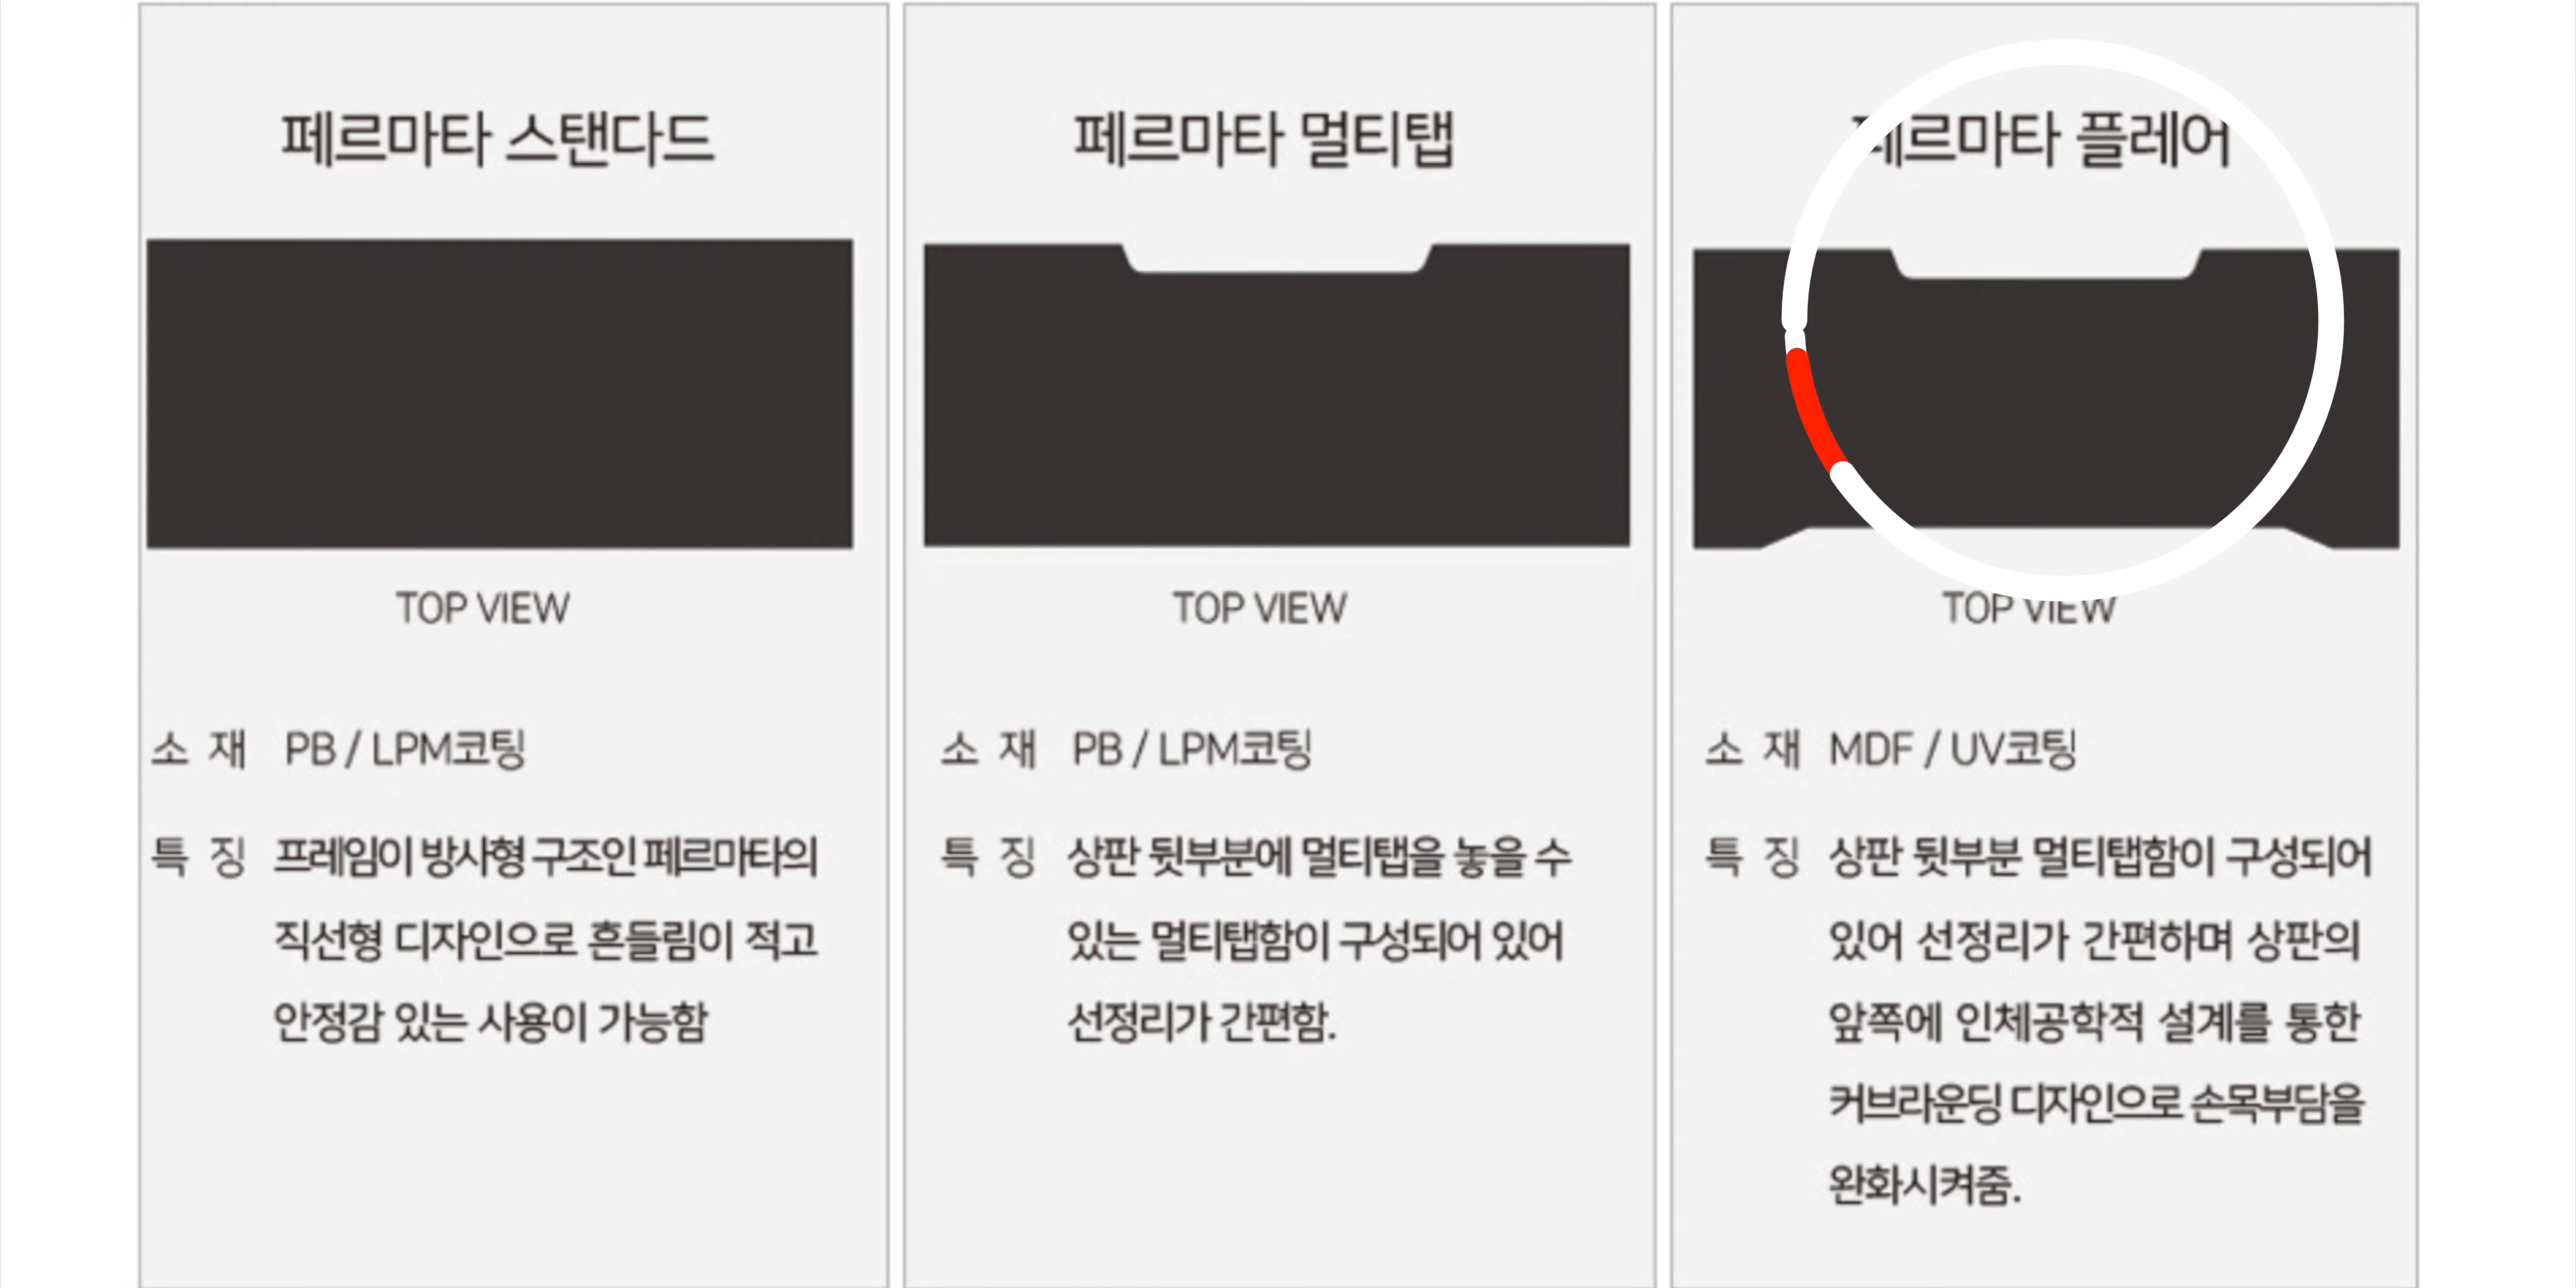 페르마타 스탠다드
TOP VIEW
소 재 PB / LPM코팅
특 징 프레임이 방사형 구조인 페르마타의
직선형 디자인으로 흔들림이 적고
안정감 있는 사용이 가능함
페르마타 멀티탭
TOP VIEW
소 재 PB / LPM코팅
특 징 상판 뒷부분에 멀티탭을 놓을 수
있는 멀티탭함이 구성되어 있어
선정리가 간편함.
페르마타 플레어
TOP VIEW
소 재 MDF / UV코팅
특 징 상판 뒷부분 멀티탭함이 구성되어
있어 선정리가 간편하며 상판의
앞쪽에 인체공학적 설계를 통한
커브라운딩 디자인으로 손목부담을
완화시켜줌.